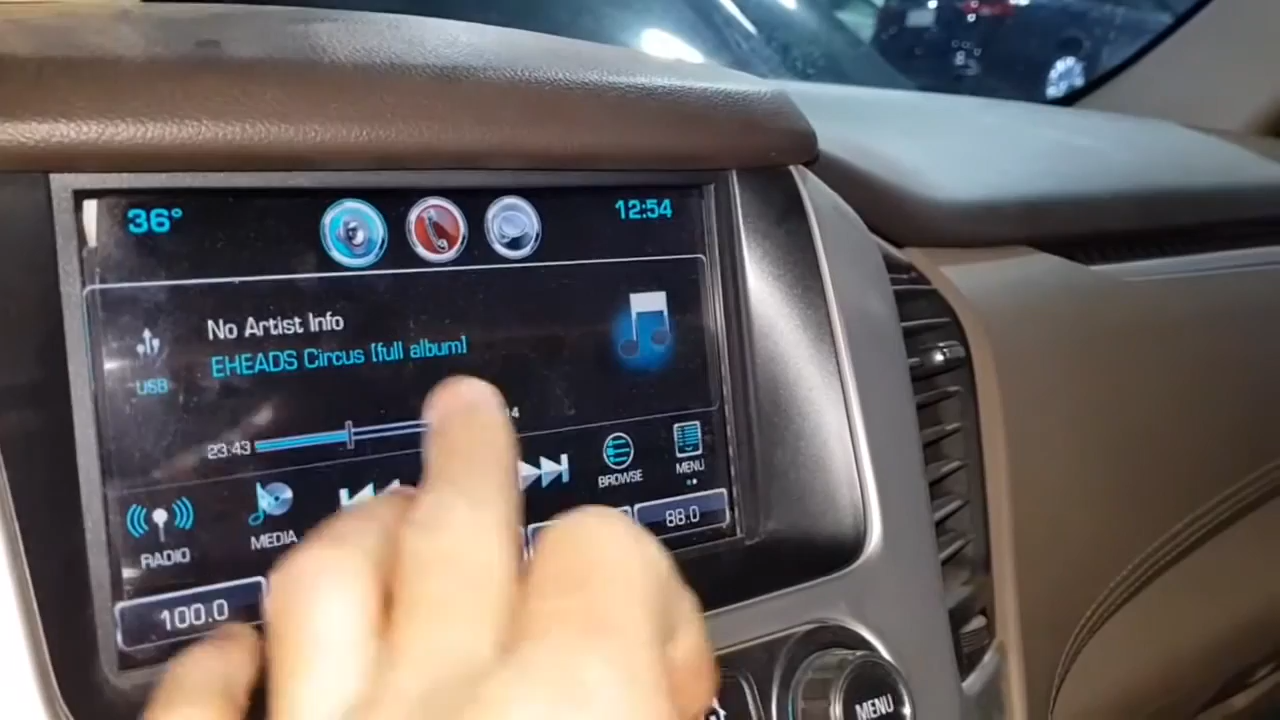 36°
12:54
No Artist Info
EHEADS Circus [full album]
USB
23:43
BROWSE
MENU
RADIO
MEDIA
100.0
88.0
MENU